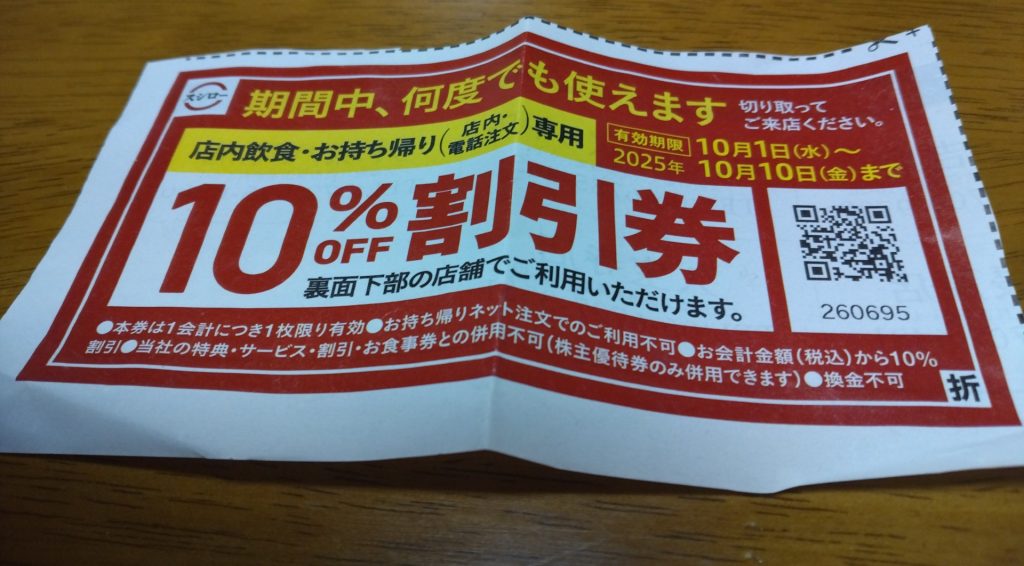 スシロー
期間中、何度でも使えます
切り取って
ご来店ください。
店内飲食・お持ち帰り(店内・電話注文)専用
有効期限
2025年
10月1日(水)～
10月10日(金)まで
10%OFF割引券
裏面下部の店舗でご利用いただけます。
260695
●本券は1会計につき1枚限り有効●お持ち帰りネット注文でのご利用不可●お会計金額(税込)から10%
割引●当社の特典・サービス・割引・お食事券との併用不可(株主優待券のみ併用できます)●換金不可
折